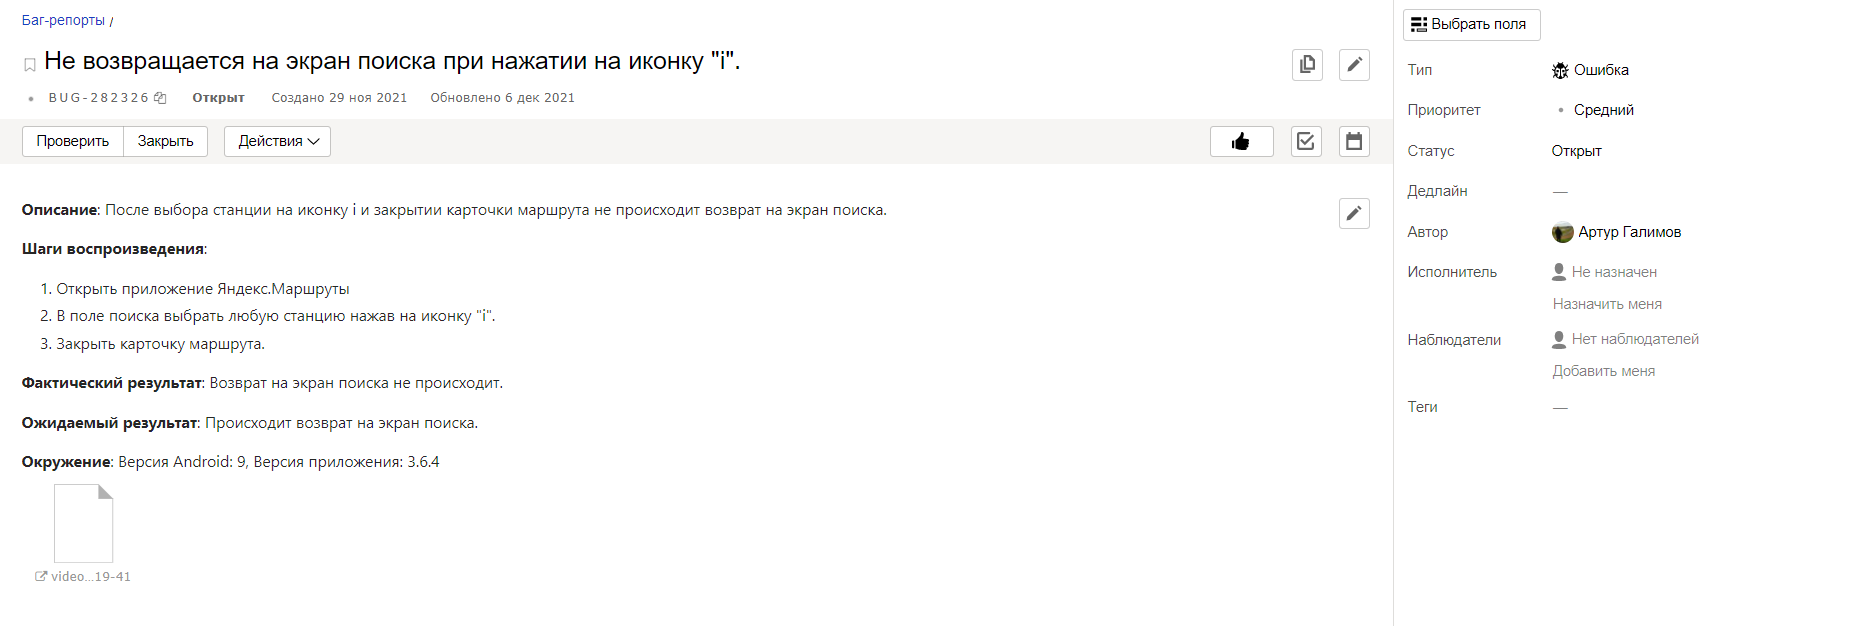 Баг-репорты /
Не возвращается на экран поиска при нажатии на иконку "i".
BUG-282326 Открыт Создано 29 ноя 2021 Обновлено 6 дек 2021
Проверить Закрыть Действия
Описание: После выбора станции на иконку i и закрытии карточки маршрута не происходит возврат на экран поиска.
Шаги воспроизведения:
1. Открыть приложение Яндекс.Маршруты
2. В поле поиска выбрать любую станцию нажав на иконку "i".
3. Закрыть карточку маршрута.
Фактический результат: Возврат на экран поиска не происходит.
Ожидаемый результат: Происходит возврат на экран поиска.
Окружение: Версия Android: 9, Версия приложения: 3.6.4
video...19-41
Выбрать поля
Тип Ошибка
Приоритет Средний
Статус Открыт
Дедлайн —
Автор Артур Галимов
Исполнитель Не назначен
Назначить меня
Наблюдатели Нет наблюдателей
Добавить меня
Теги —